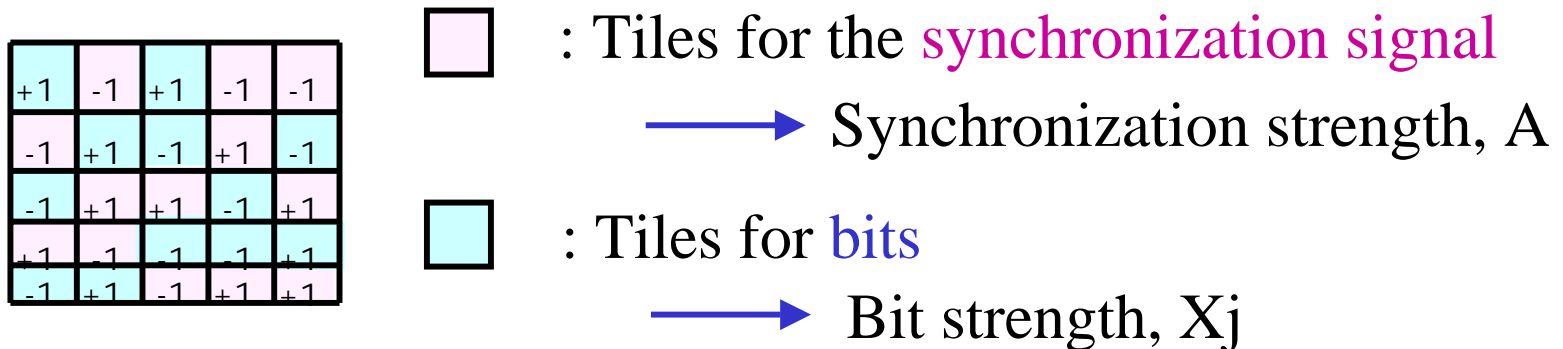 +1 -1 +1 -1 -1
-1 +1 -1 +1 -1
-1 +1 +1 -1 +1
+1 -1 -1 -1 +1
-1 +1 -1 +1 +1
: Tiles for the synchronization signal
Synchronization strength, A
: Tiles for bits
Bit strength, Xj